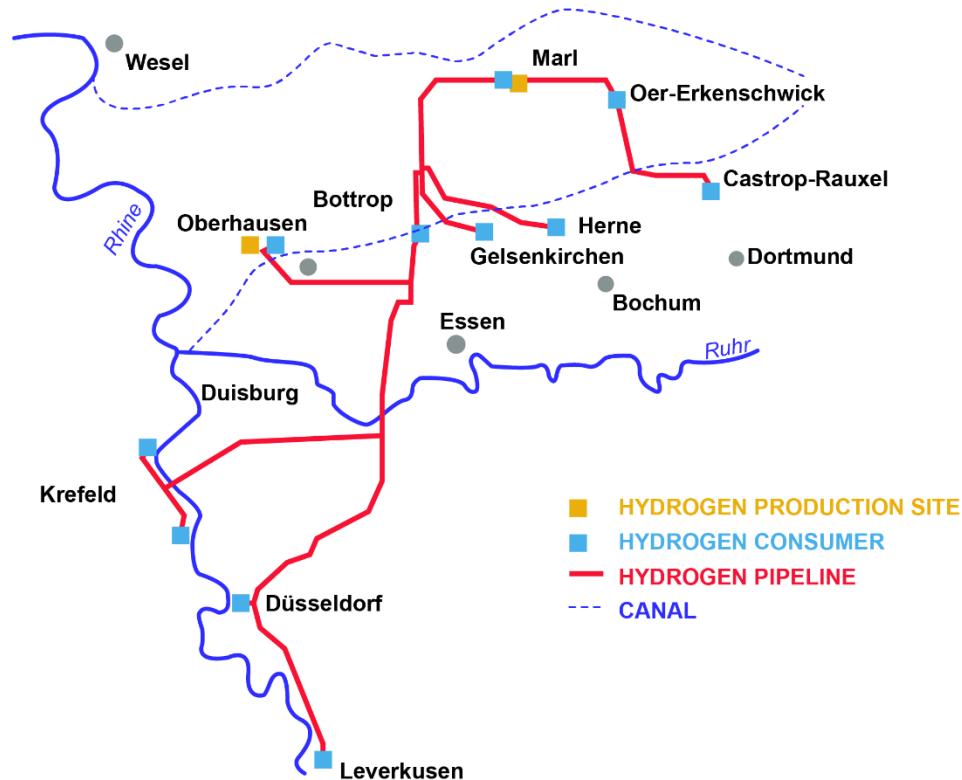 Wesel
Marl
Oer-Erkenschwick
Castrop-Rauxel
Bottrop
Oberhausen
Herne
Rhine
Gelsenkirchen
Dortmund
Bochum
Essen
Ruhr
Duisburg
Krefeld
HYDROGEN PRODUCTION SITE
HYDROGEN CONSUMER
HYDROGEN PIPELINE
CANAL
Düsseldorf
Leverkusen